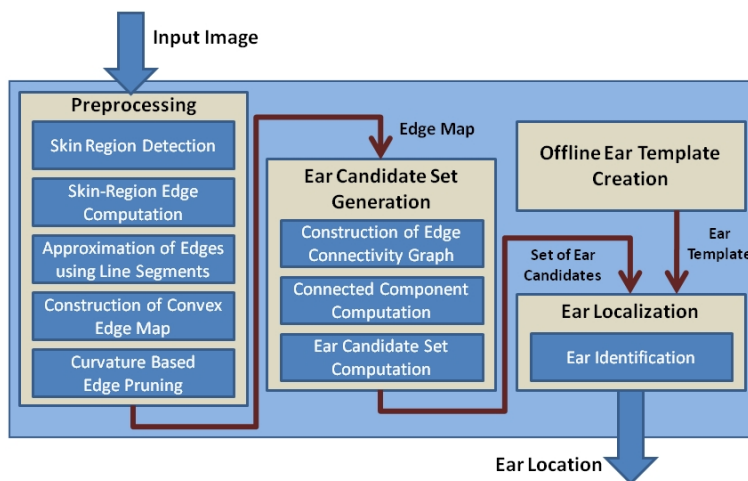 Input Image
Preprocessing
Skin Region Detection
Skin-Region Edge
Computation
Approximation of Edges
using Line Segments
Construction of Convex
Edge Map
Curvature Based
Edge Pruning
Edge Map
Ear Candidate Set
Generation
Construction of Edge
Connectivity Graph
Connected Component
Computation
Ear Candidate Set
Computation
Offline Ear Template
Creation
Set of Ear
Candidates
Ear
Template
Ear Localization
Ear Identification
Ear Location